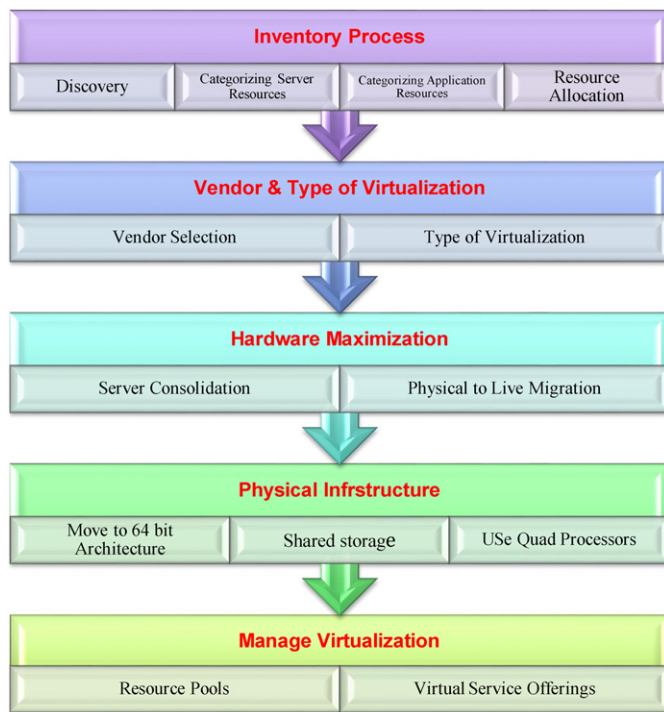 Inventory Process
Discovery
Categorizing Server
Resources
Categorizing Application
Resources
Resource
Allocation
Vendor & Type of Virtualization
Vendor Selection
Type of Virtualization
Hardware Maximization
Server Consolidation
Physical to Live Migration
Physical Infrstructure
Move to 64 bit
Architecture
Shared storage
USe Quad Processors
Manage Virtualization
Resource Pools
Virtual Service Offerings